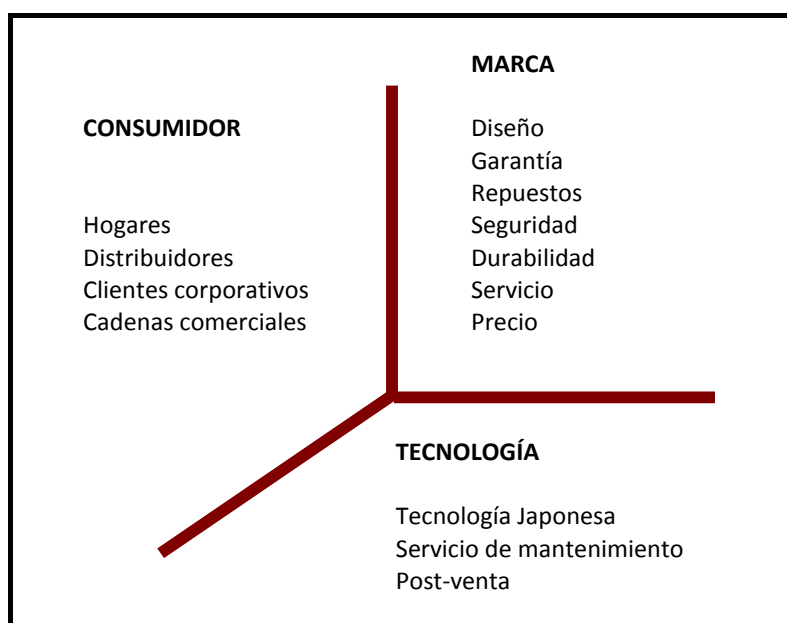 MARCA
Diseño
Garantía
Repuestos
Seguridad
Durabilidad
Servicio
Precio
CONSUMIDOR
Hogares
Distribuidores
Clientes corporativos
Cadenas comerciales
TECNOLOGÍA
Tecnología Japonesa
Servicio de mantenimiento
Post-venta